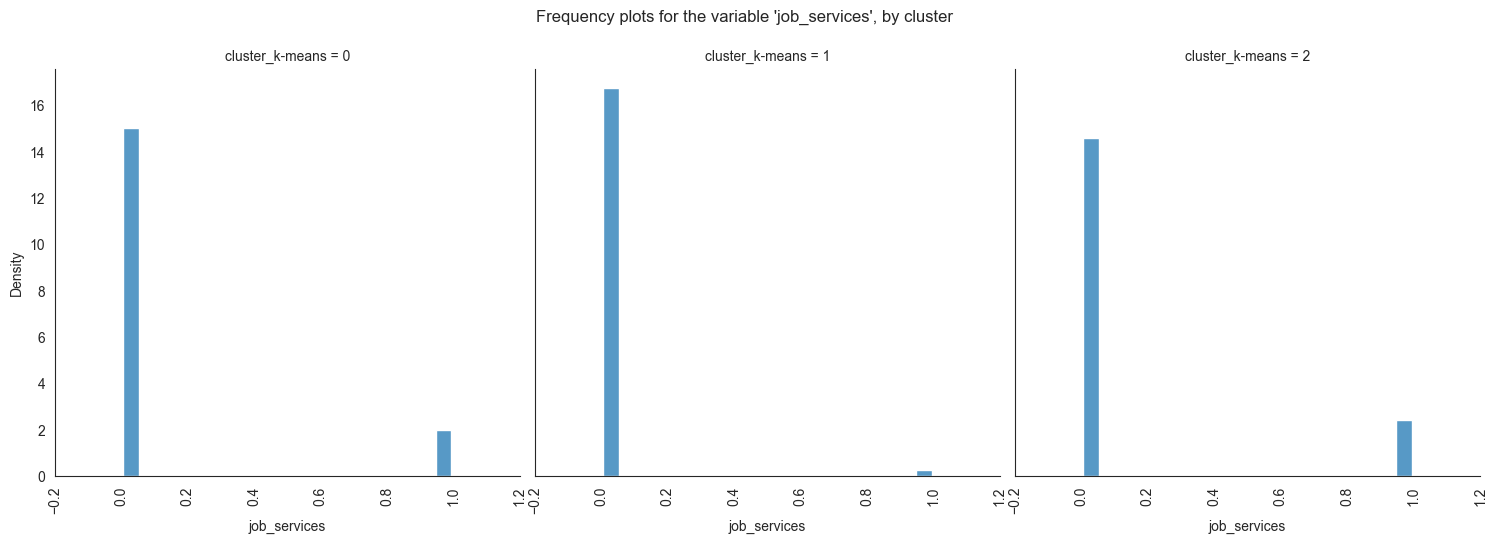 Frequency plots for the variable 'job_services', by cluster
cluster_k-means = 0
cluster_k-means = 1
cluster_k-means = 2
Density
16
14
12
10
8
6
4
2
0
−0.2 0.0 0.2 0.4 0.6 0.8 1.0 1.2
−0.2 0.0 0.2 0.4 0.6 0.8 1.0 1.2
−0.2 0.0 0.2 0.4 0.6 0.8 1.0 1.2
job_services
job_services
job_services